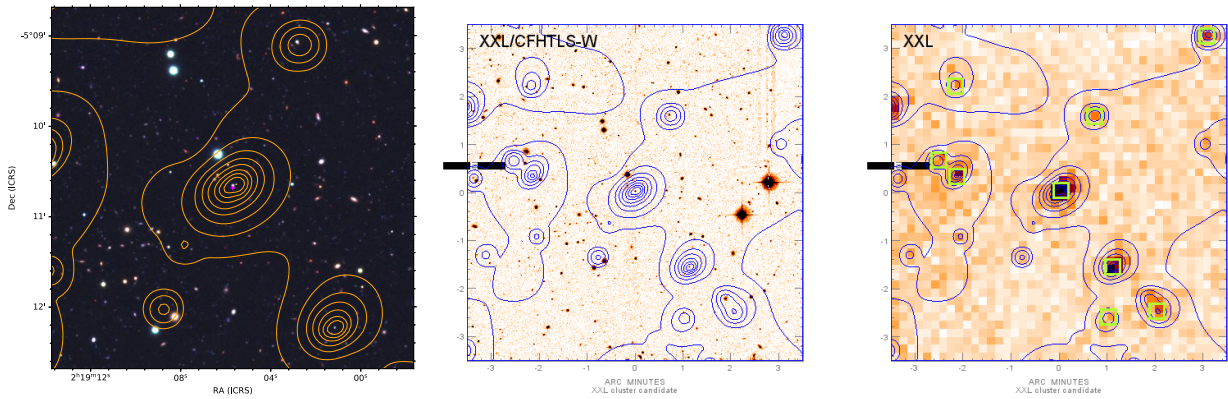 -5°09'
10'
11'
12'
Dec (ICRS)
2ʰ19ᵐ12ˢ
08ˢ
04ˢ
00ˢ
RA (ICRS)
XXL/CFHTLS-W
3
2
1
0
-1
-2
-3
-3
-2
-1
0
1
2
3
ARC MINUTES
XXL cluster candidate
XXL
3
2
1
0
-1
-2
-3
-3
-2
-1
0
1
2
3
ARC MINUTES
XXL cluster candidate